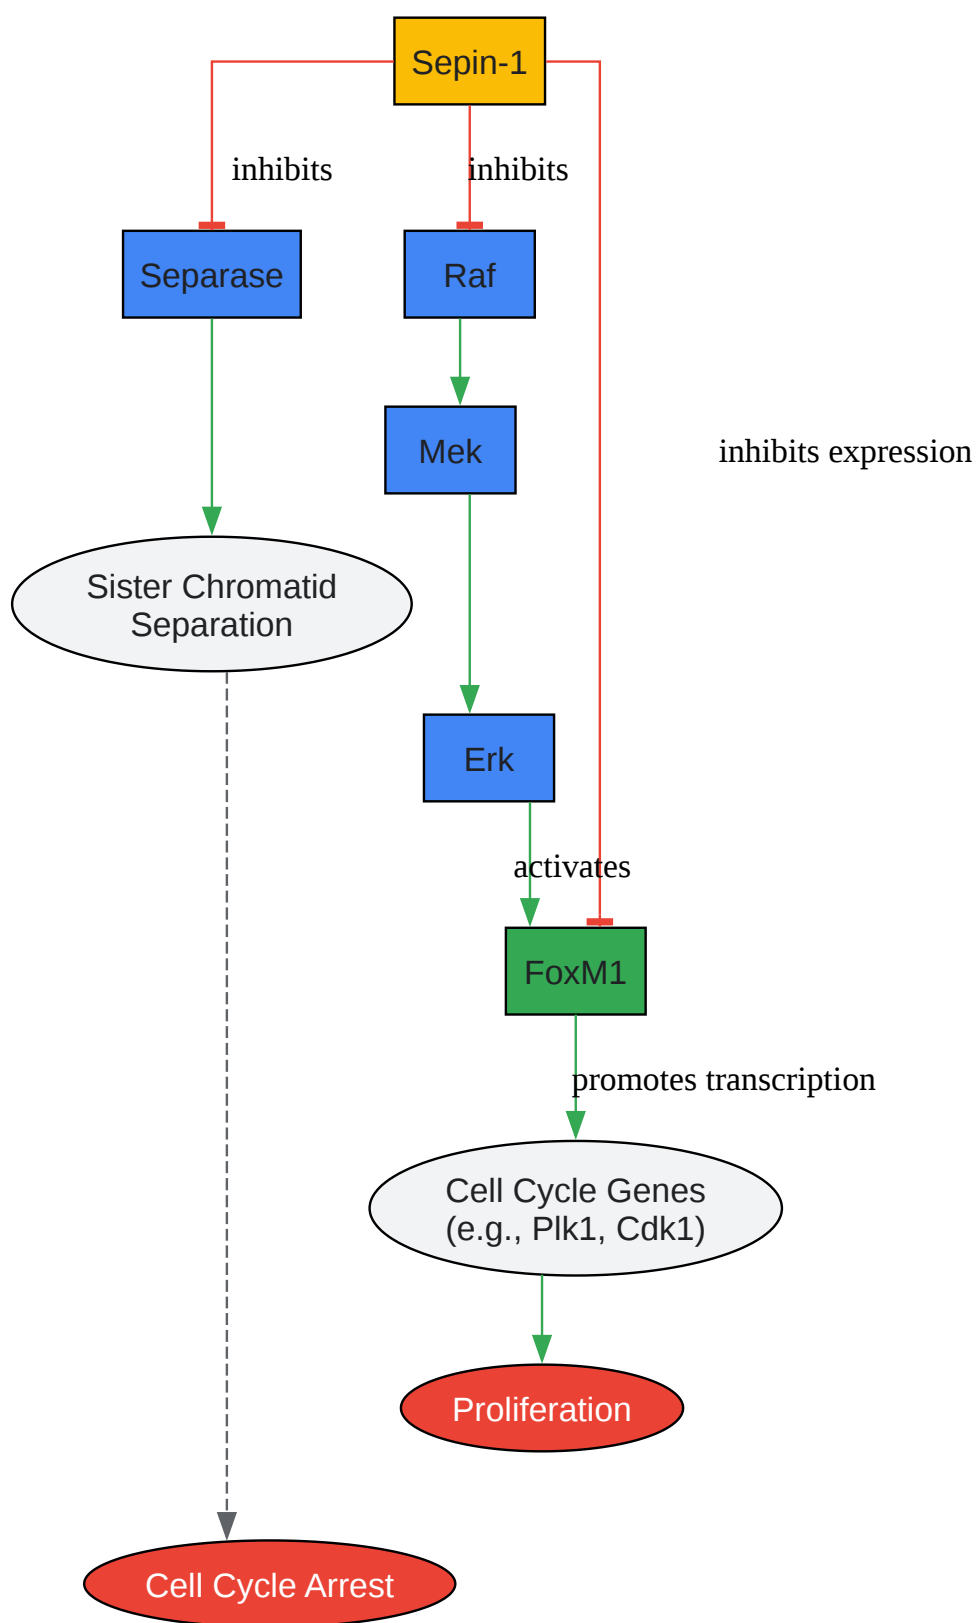 Sepin-1
inhibits
inhibits
Separase
Raf
Mek
inhibits expression
Sister Chromatid
Separation
Erk
activates
FoxM1
promotes transcription
Cell Cycle Genes
(e.g., Plk1, Cdk1)
Proliferation
Cell Cycle Arrest